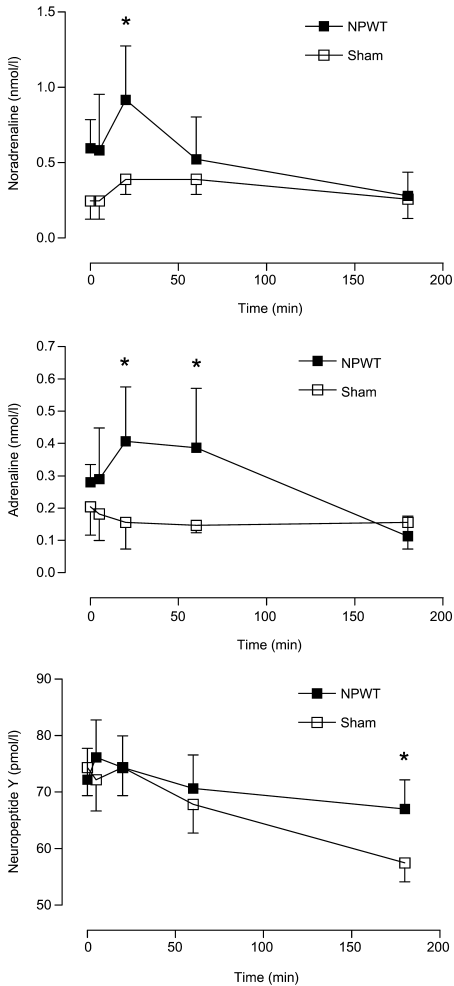 1.5
*
NPWT
Sham
1.0
0.5
0.0
Noradrenaline (nmol/l)
0 50 100 150 200
Time (min)
0.7
* *
NPWT
Sham
0.6
0.5
0.4
0.3
0.2
0.1
0.0
Adrenaline (nmol/l)
0 50 100 150 200
Time (min)
90
NPWT
Sham
80
*
70
60
50
Neuropeptide Y (pmol/l)
0 50 100 150 200
Time (min)